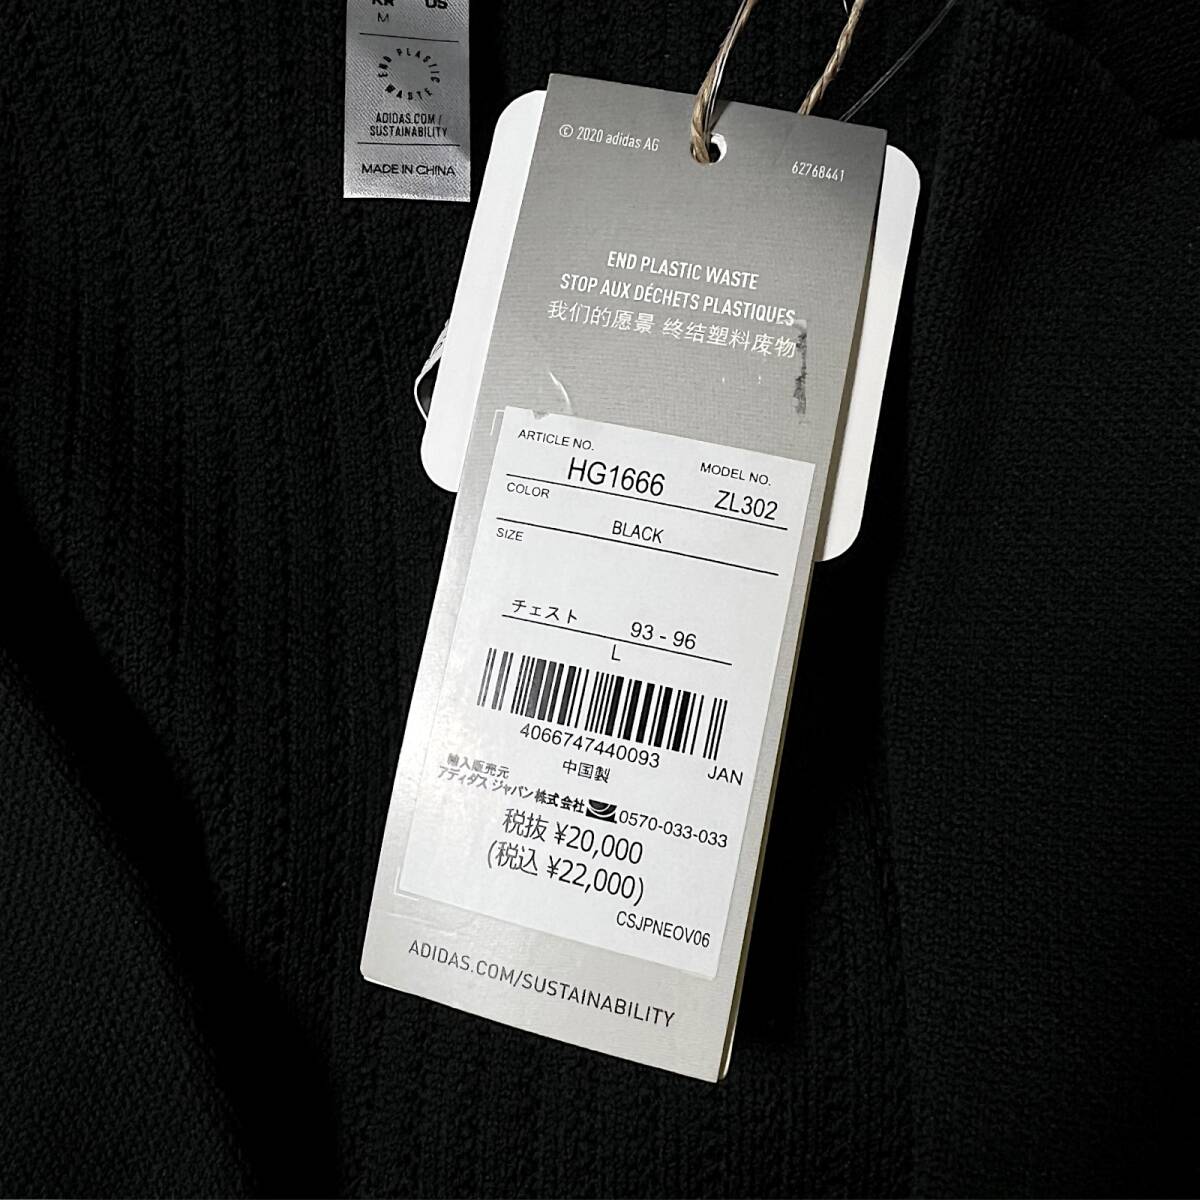 KR US
M
END PLASTIC WASTE
ADIDAS.COM/
SUSTAINABILITY
MADE IN CHINA
© 2020 adidas AG
62768441
END PLASTIC WASTE
STOP AUX DÉCHETS PLASTIQUES
我们的愿景 终结塑料废物
ARTICLE NO.
HG1666
MODEL NO.
ZL302
COLOR
BLACK
SIZE
チェスト 93 - 96
L
4066747440093
JAN
中国製
輸入販売元
アディダス ジャパン株式会社 0570-033-033
税抜 ¥20,000
(税込 ¥22,000)
CSJPNEOV06
ADIDAS.COM/SUSTAINABILITY